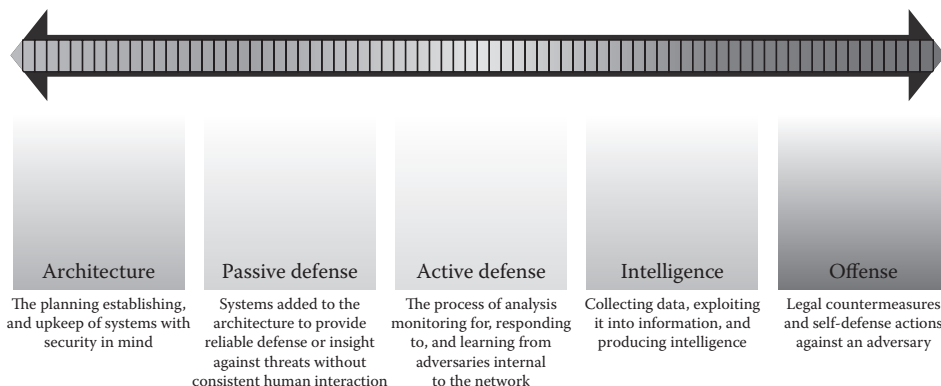 Architecture
The planning establishing,
and upkeep of systems with
security in mind
Passive defense
Systems added to the
architecture to provide
reliable defense or insight
against threats without
consistent human interaction
Active defense
The process of analysis
monitoring for, responding
to, and learning from
adversaries internal
to the network
Intelligence
Collecting data, exploiting
it into information, and
producing intelligence
Offense
Legal countermeasures
and self-defense actions
against an adversary